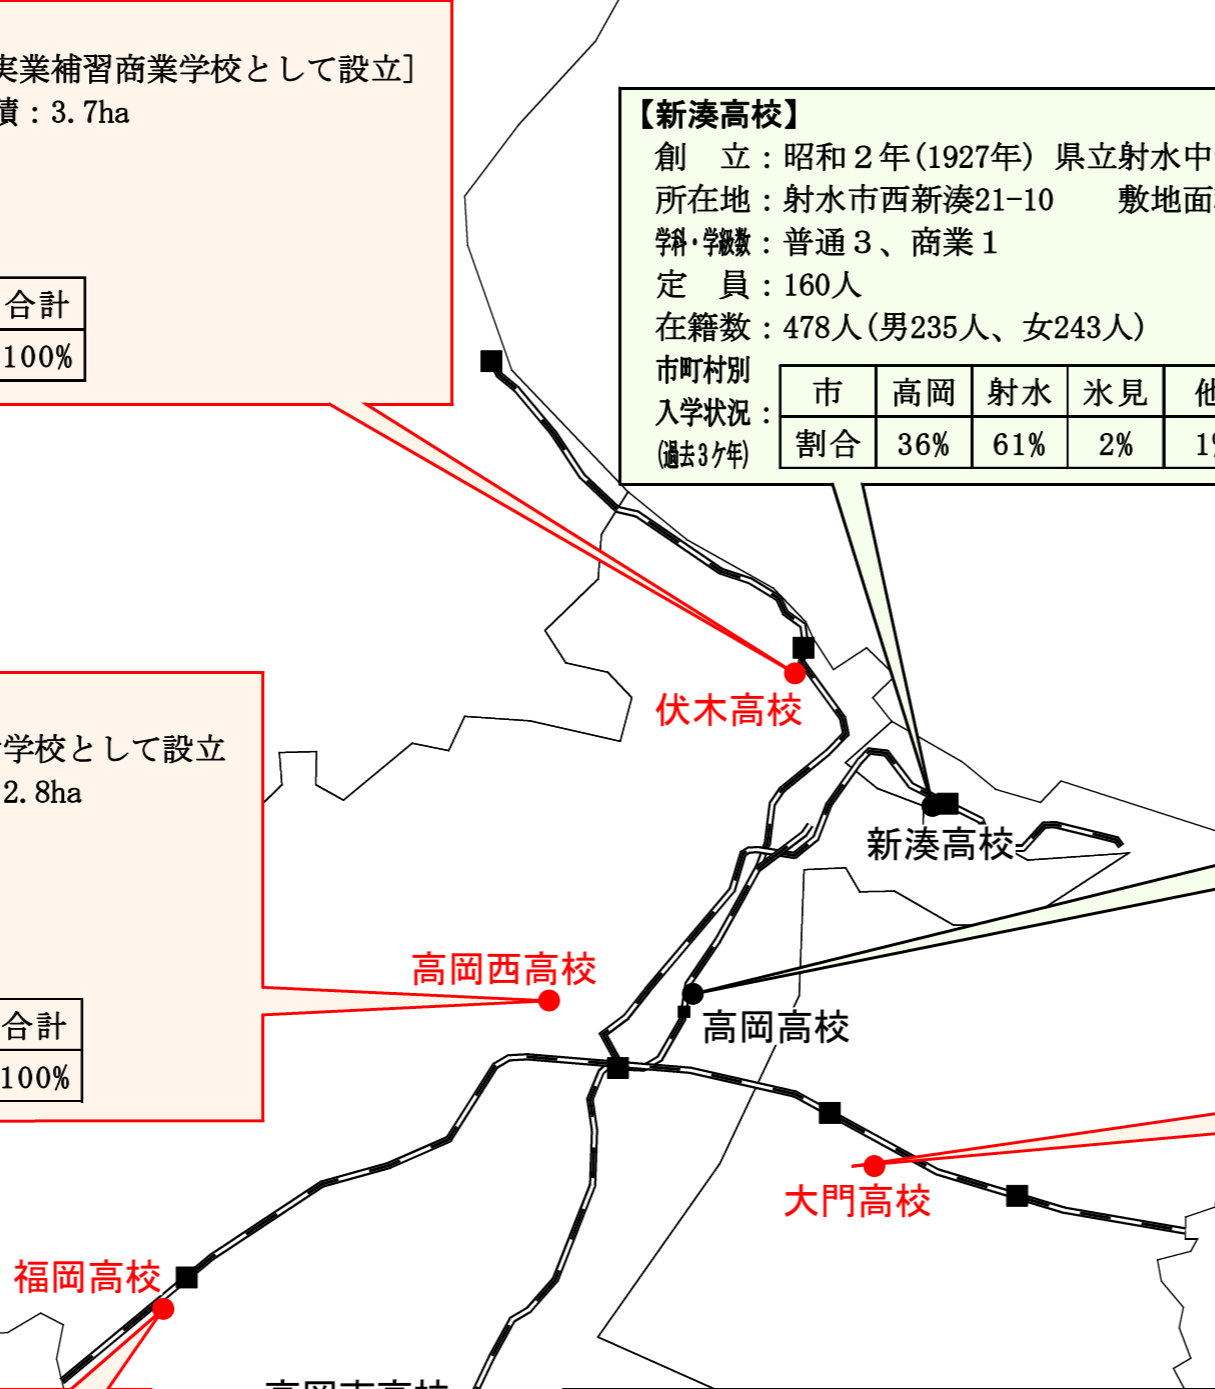 実業補習商業学校として設立]
積：3.7ha
合計
100%
【新湊高校】
創　立：昭和２年(1927年) 県立射水中
所在地：射水市西新湊21-10　　敷地面
学科・学級数：普通３、商業１
定　員：160人
在籍数：478人(男235人、女243人)
市町村別
入学状況：
(過去３ケ年)
市 高岡 射水 氷見 他
割合 36% 61% 2% 1%
伏木高校
学校として設立
2.8ha
新湊高校
高岡西高校
合計
100%
高岡高校
大門高校
福岡高校
高岡南高校